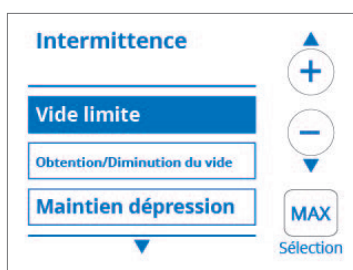 Intermittence
+
Vide limite
−
Obtention/Diminution du vide
Maintien dépression
MAX
Sélection